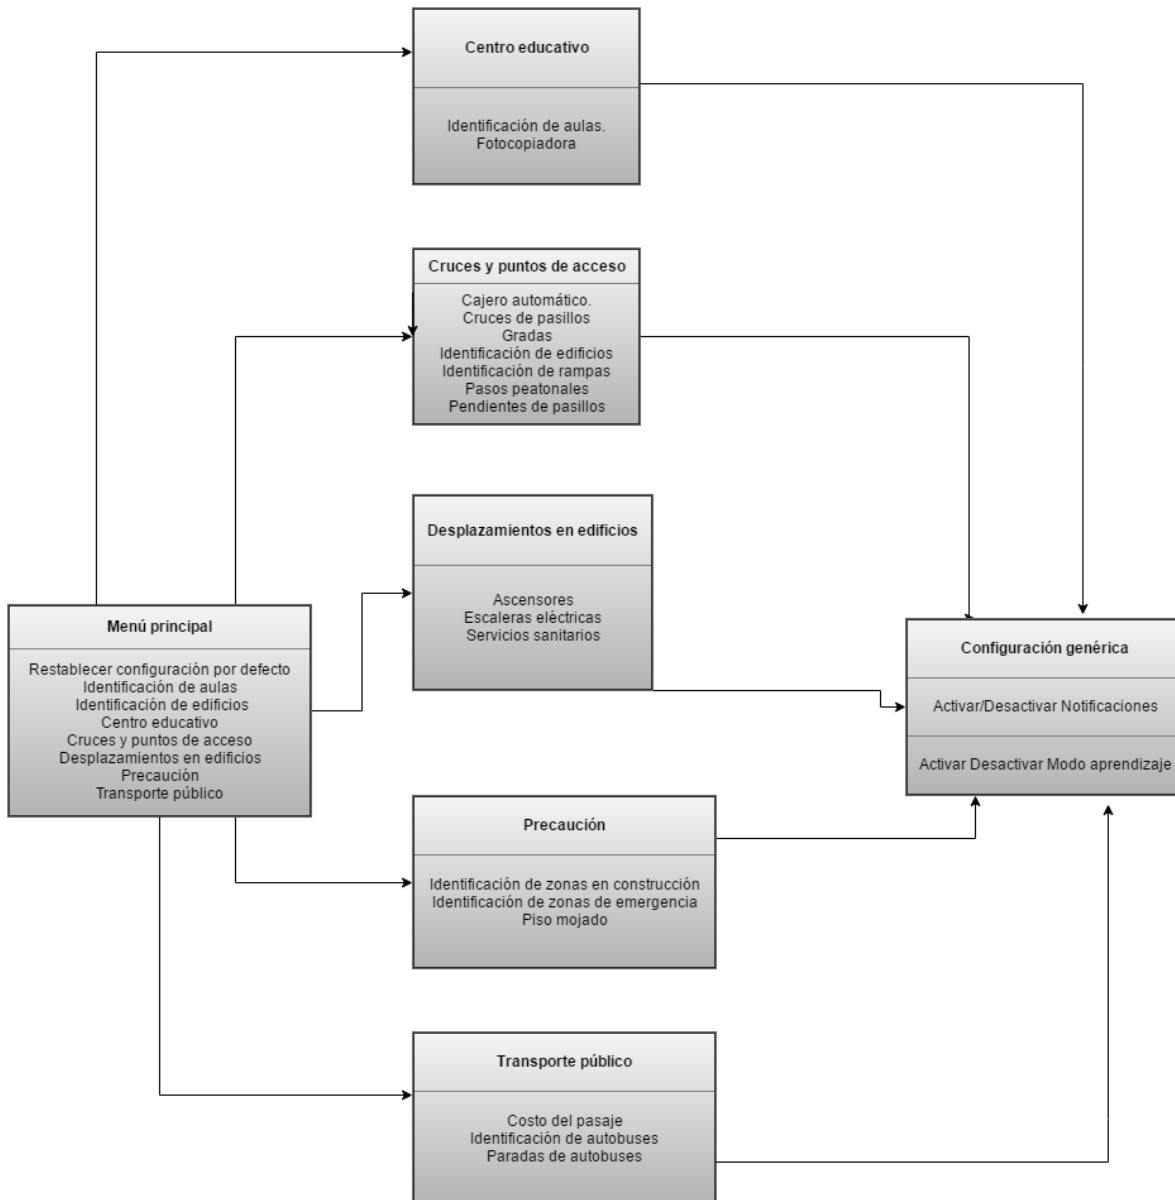 Centro educativo
Identificación de aulas.
Fotocopiadora
Cruces y puntos de acceso
Cajero automático.
Cruces de pasillos
Gradas
Identificación de edificios
Identificación de rampas
Pasos peatonales
Pendientes de pasillos
Desplazamientos en edificios
Ascensores
Escaleras eléctricas
Servicios sanitarios
Menú principal
Restablecer configuración por defecto
Identificación de aulas
Identificación de edificios
Centro educativo
Cruces y puntos de acceso
Desplazamientos en edificios
Precaución
Transporte público
Configuración genérica
Activar/Desactivar Notificaciones
Activar Desactivar Modo aprendizaje
Precaución
Identificación de zonas en construcción
Identificación de zonas de emergencia
Piso mojado
Transporte público
Costo del pasaje
Identificación de autobuses
Paradas de autobuses